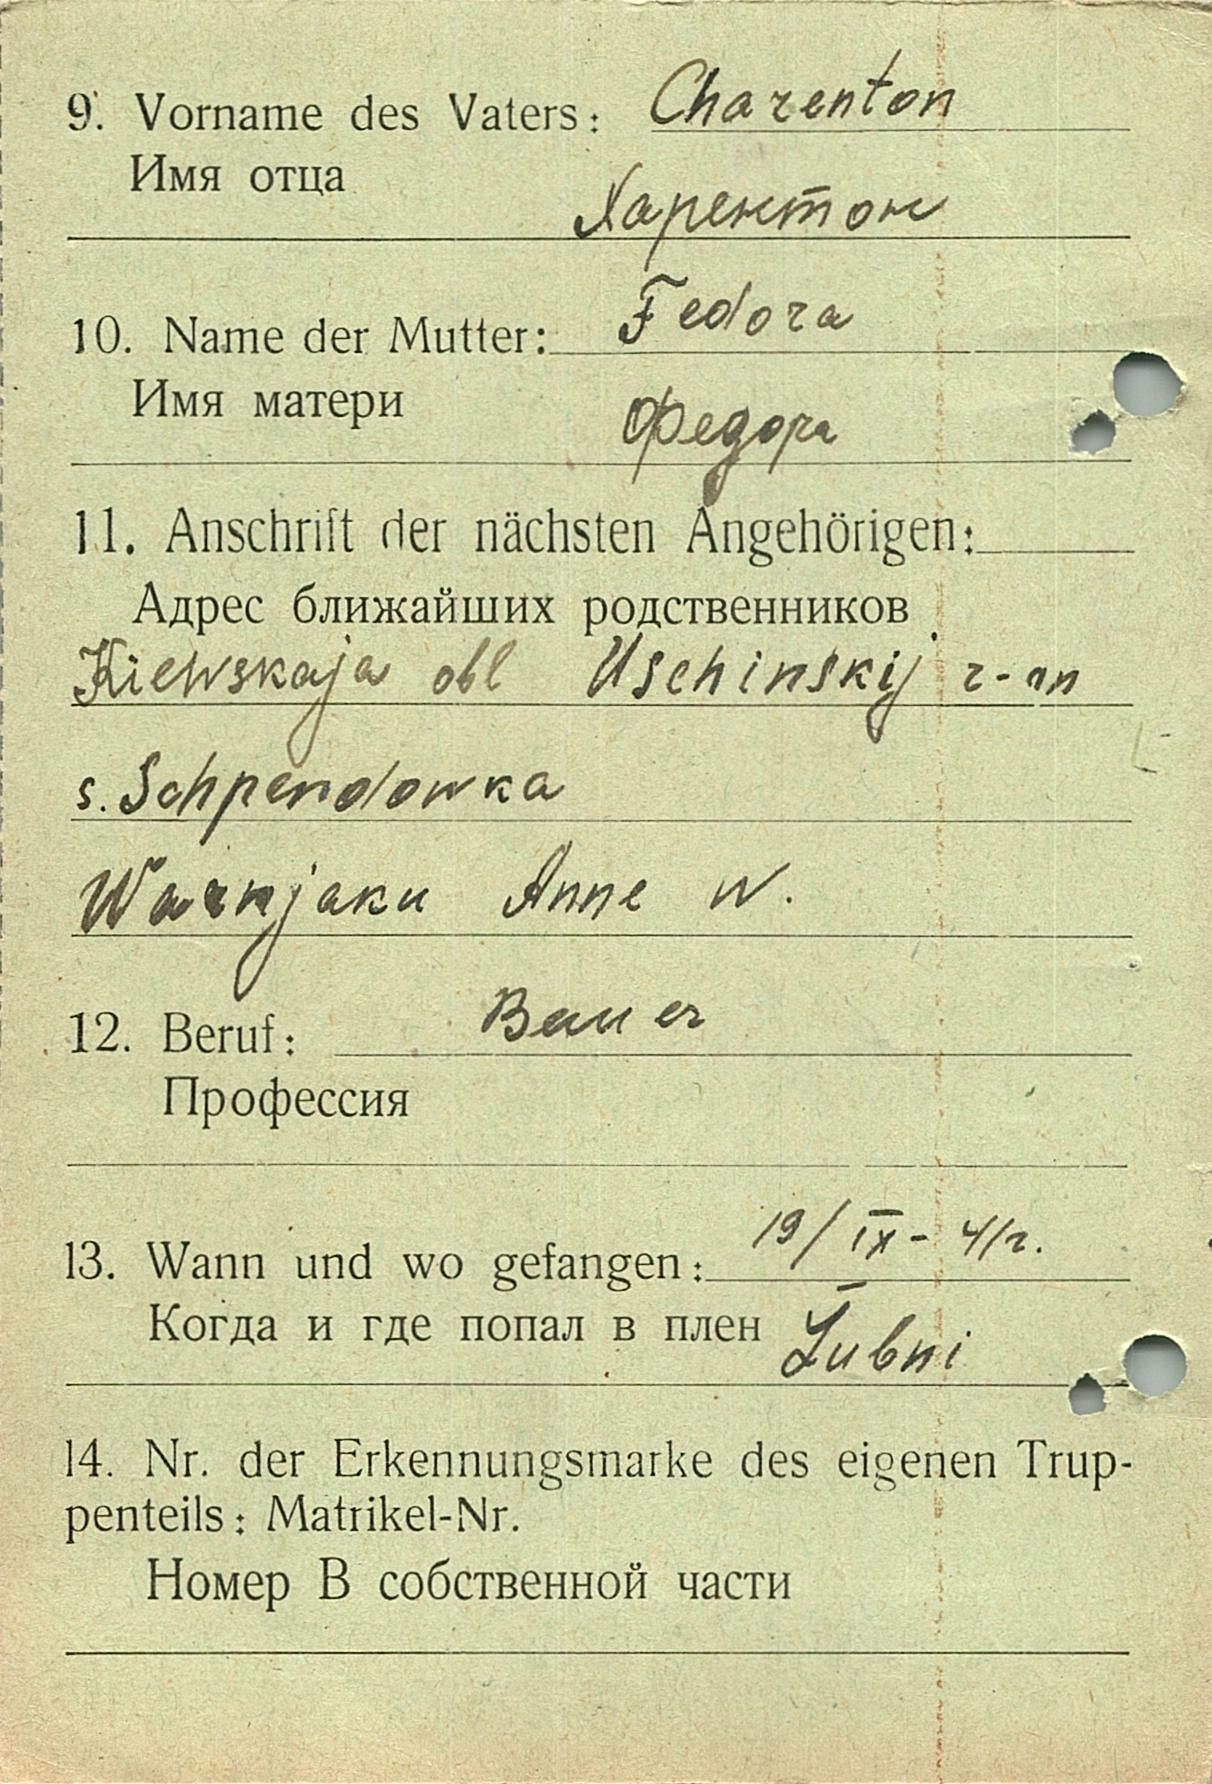 9. Vorname des Vaters: Charenton
Имя отца
Харентон
10. Name der Mutter: Fedora
Имя матери
Федора
11. Anschrift der nächsten Angehörigen:
Адрес ближайших родственников
Kiewskaja obl Uschinskij r-an
s. Schpendowka
Warnjaku Anne W.
12. Beruf: Bauer
Профессия
13. Wann und wo gefangen: 19/IX - 41г.
Когда и где попал в плен Lubni
14. Nr. der Erkennungsmarke des eigenen Trup-
penteils: Matrikel-Nr.
Номер В собственной части